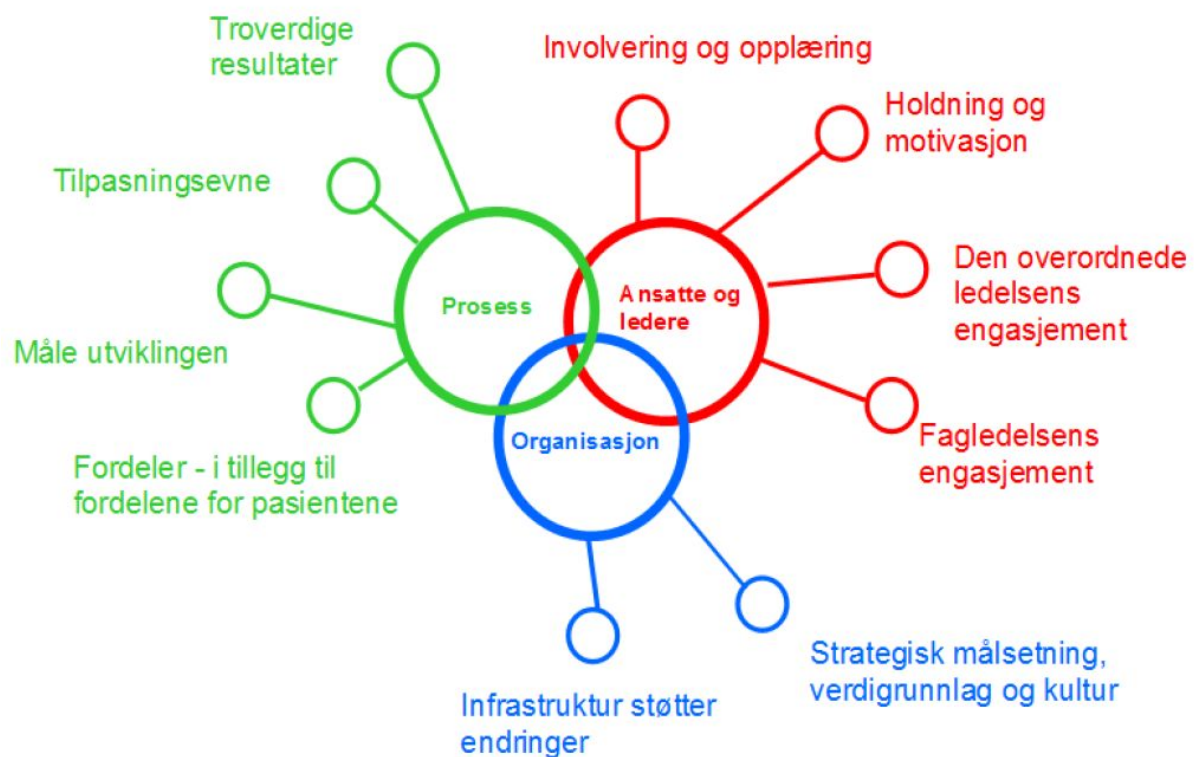 Troverdige
resultater
Tilpasningsevne
Måle utviklingen
Fordeler - i tillegg til
fordelene for pasientene
Prosess
Involvering og opplæring
Holdning og
motivasjon
Den overordnede
ledelsens
engasjement
Fagledelsens
engasjement
Ansatte og
ledere
Organisasjon
Infrastruktur støtter
endringer
Strategisk målsetning,
verdigrunnlag og kultur